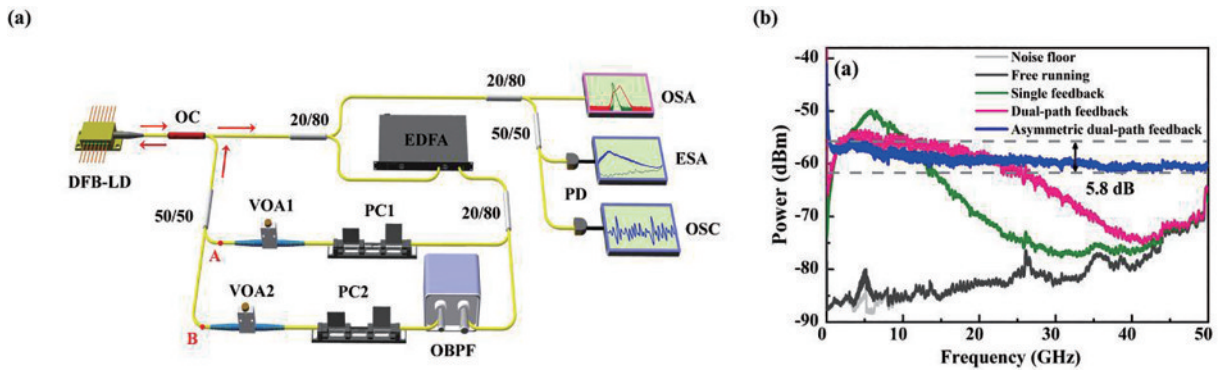 (a)
OC
DFB-LD
20/80
EDFA
20/80
50/50
OSA
ESA
PD
OSC
50/50
VOA1
PC1
20/80
A
VOA2
PC2
B
OBPF
(b)
(a)
Noise floor
Free running
Single feedback
Dual-path feedback
Asymmetric dual-path feedback
5.8 dB
Power (dBm)
-40
-50
-60
-70
-80
-90
0
10
20
30
40
50
Frequency (GHz)